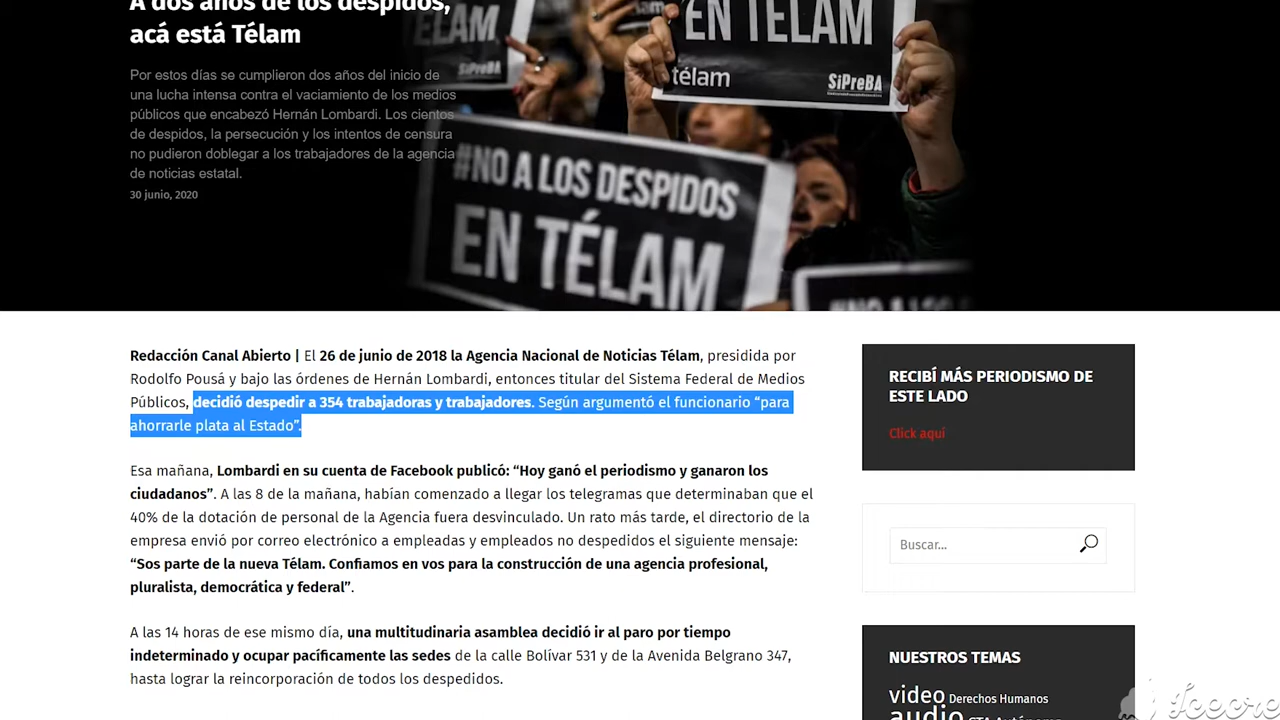 A dos años de los despidos,
acá está Télam
Por estos días se cumplieron dos años del inicio de
una lucha intensa contra el vaciamiento de los medios
públicos que encabezó Hernán Lombardi. Los cientos
de despidos, la persecución y los intentos de censura
no pudieron doblegar a los trabajadores de la agencia
de noticias estatal.
30 junio, 2020
ELAM
SiPreBA
EN TELAM
télam
SiPreBA
#NO A LOS DESPIDOS
EN TÉLAM
Redacción Canal Abierto | El 26 de junio de 2018 la Agencia Nacional de Noticias Télam, presidida por
Rodolfo Pousá y bajo las órdenes de Hernán Lombardi, entonces titular del Sistema Federal de Medios
Públicos, decidió despedir a 354 trabajadoras y trabajadores. Según argumentó el funcionario “para
ahorrarle plata al Estado”.
Esa mañana, Lombardi en su cuenta de Facebook publicó: “Hoy ganó el periodismo y ganaron los
ciudadanos”. A las 8 de la mañana, habían comenzado a llegar los telegramas que determinaban que el
40% de la dotación de personal de la Agencia fuera desvinculado. Un rato más tarde, el directorio de la
empresa envió por correo electrónico a empleadas y empleados no despedidos el siguiente mensaje:
“Sos parte de la nueva Télam. Confiamos en vos para la construcción de una agencia profesional,
pluralista, democrática y federal”.
A las 14 horas de ese mismo día, una multitudinaria asamblea decidió ir al paro por tiempo
indeterminado y ocupar pacíficamente las sedes de la calle Bolívar 531 y de la Avenida Belgrano 347,
hasta lograr la reincorporación de todos los despedidos.
RECIBÍ MÁS PERIODISMO DE
ESTE LADO
Click aquí
Buscar...
NUESTROS TEMAS
video Derechos Humanos
audio CTA Autónoma